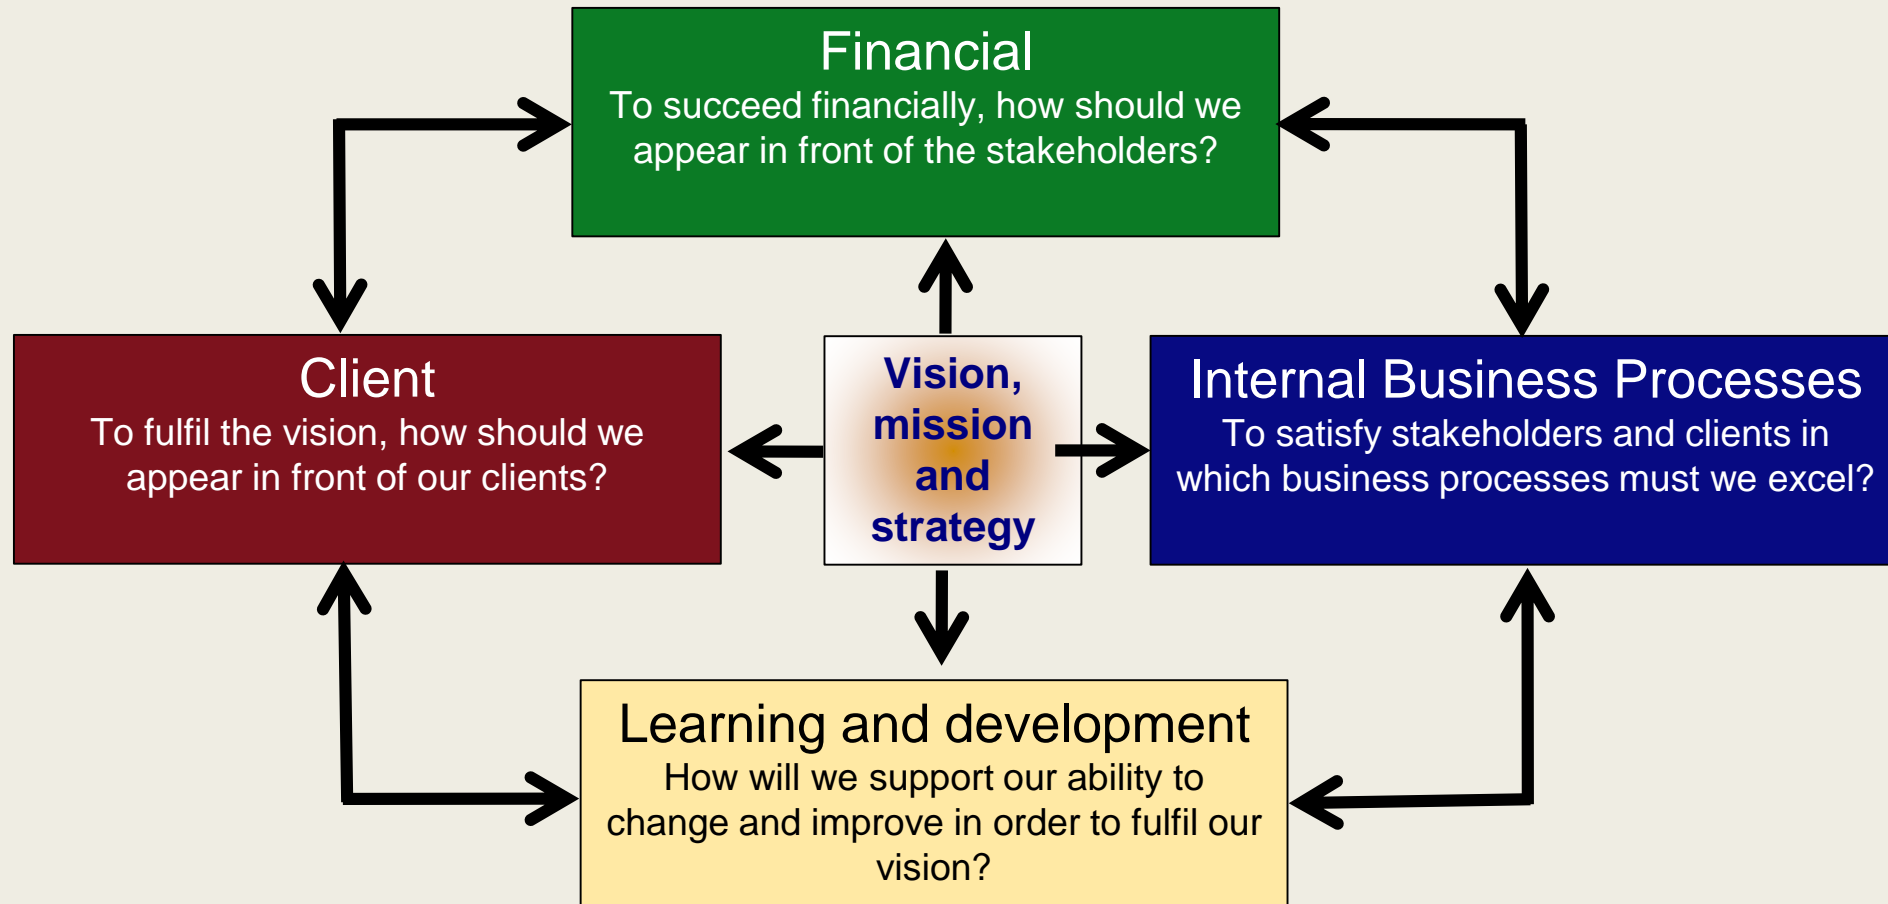 Financial
To succeed financially, how should we
appear in front of the stakeholders?
Client
To fulfil the vision, how should we
appear in front of our clients?
Vision,
mission
and
strategy
Internal Business Processes
To satisfy stakeholders and clients in
which business processes must we excel?
Learning and development
How will we support our ability to
change and improve in order to fulfil our
vision?